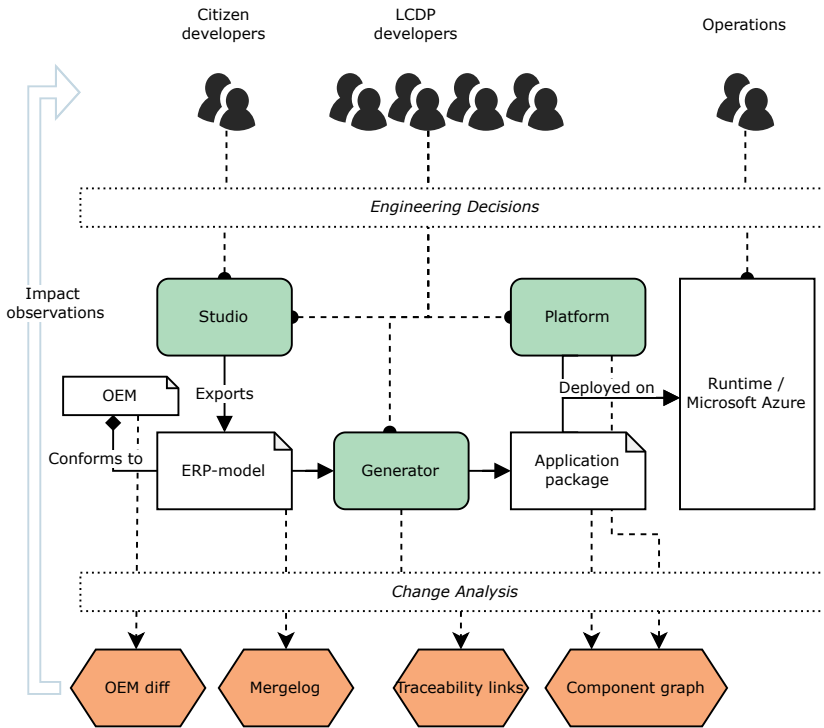 Citizen
developers
LCDP
developers
Operations
Engineering Decisions
Impact
observations
Studio
Platform
Runtime /
Microsoft Azure
Exports
Deployed on
OEM
Conforms to
ERP-model
Generator
Application
package
Change Analysis
OEM diff
Mergelog
Traceability links
Component graph